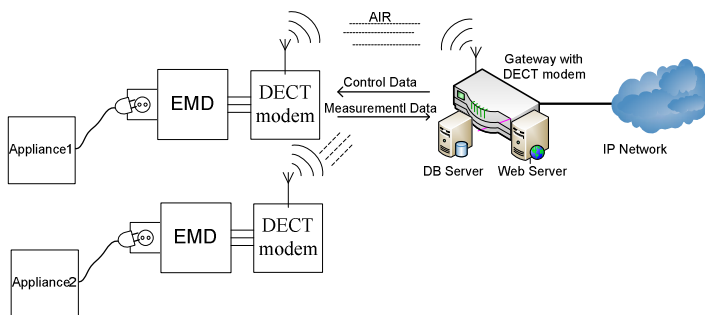 AIR
Gateway with
DECT modem
EMD
DECT
modem
Control Data
Measurementl Data
Appliance1
DB Server
Web Server
IP Network
EMD
DECT
modem
Appliance2